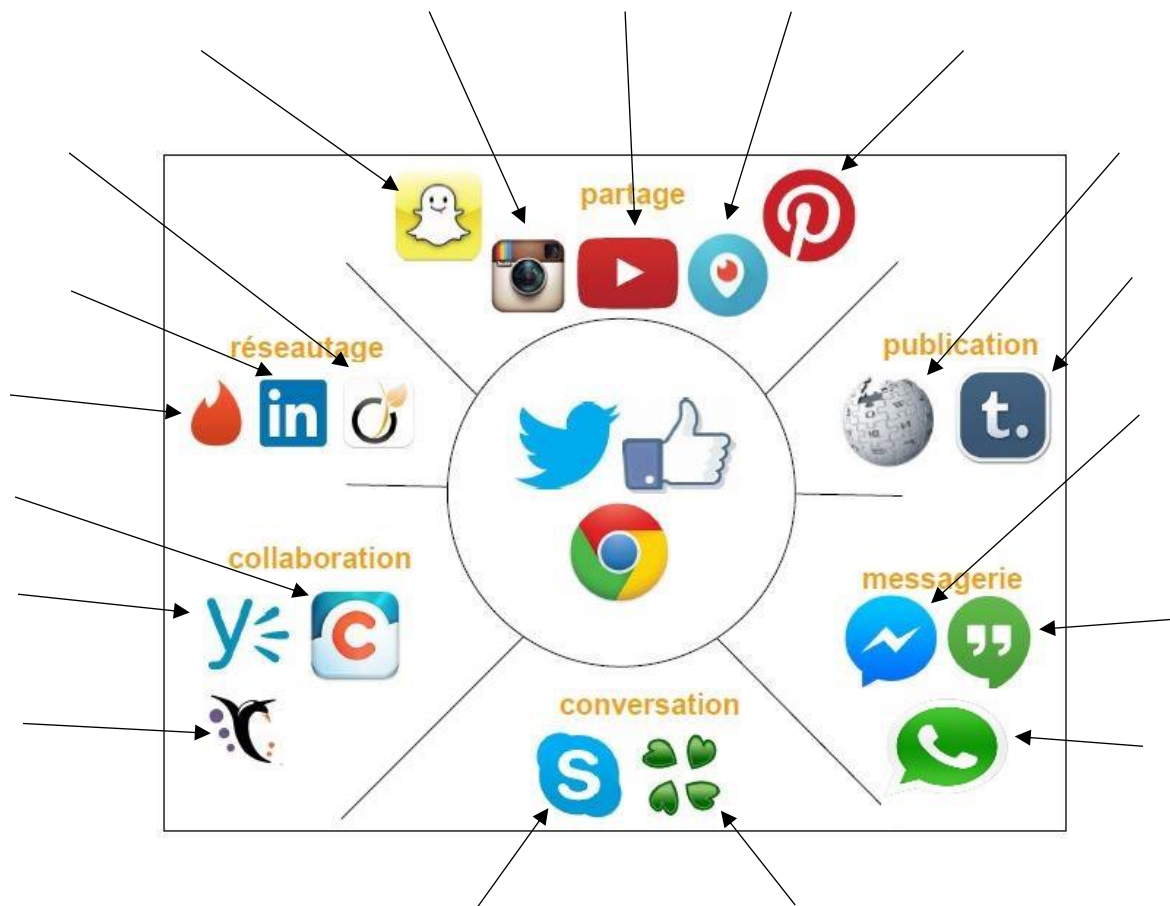 partage
réseautage
publication
in
t.
collaboration
messagerie
y
c
conversation
S